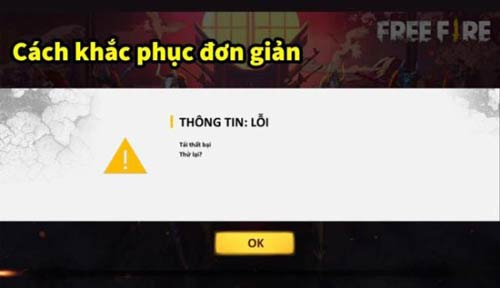 FREE FIRE
Cách khắc phục đơn giản
THÔNG TIN: LỖI
Tải thất bại
Thử lại?
OK